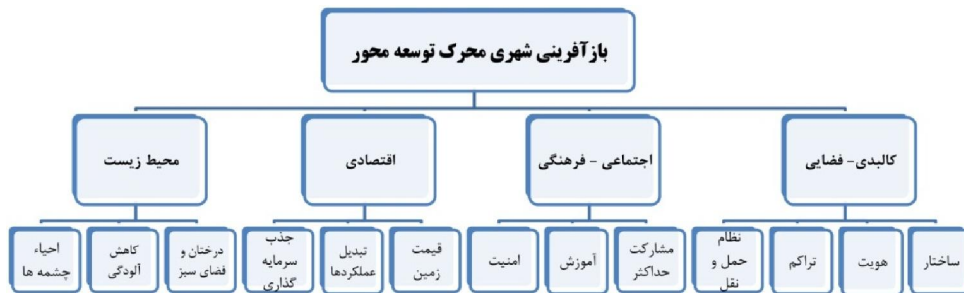 بازآفرینی شهری محرک توسعه محور
کالبدی- فضایی
اجتماعی - فرهنگی
اقتصادی
محیط زیست
ساختار
هویت
تراکم
نظام
حمل و
نقل
مشارکت
حداکثر
آموزش
امنیت
قیمت
زمین
تبدیل
عملکردها
جذب
سرمایه
گذاری
درختان و
فضای سبز
کاهش
آلودگی
احیاء
چشمه ها